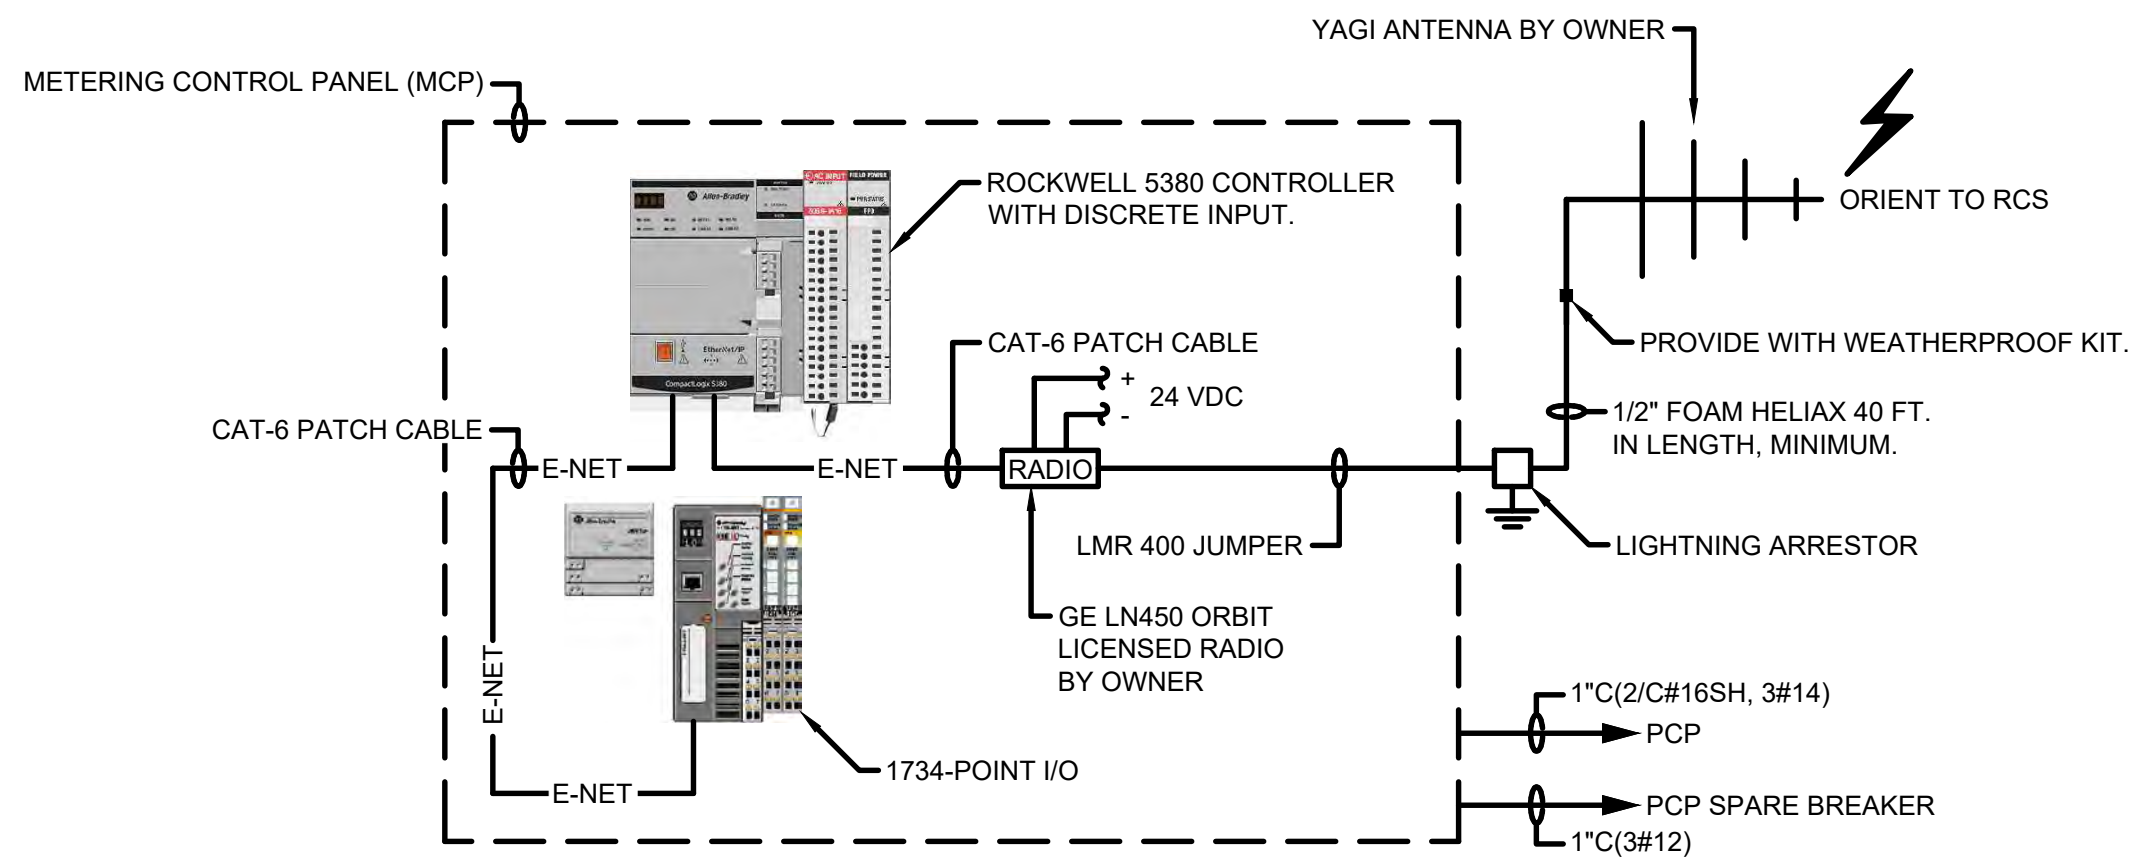 YAGI ANTENNA BY OWNER
METERING CONTROL PANEL (MCP)
ROCKWELL 5380 CONTROLLER
WITH DISCRETE INPUT.
ORIENT TO RCS
Allen-Bradley
AC INPUT
FIELD POWER
EtherNet/IP
CompactLogix 5380
CAT-6 PATCH CABLE
PROVIDE WITH WEATHERPROOF KIT.
+
24 VDC
-
1/2" FOAM HELIAX 40 FT.
IN LENGTH, MINIMUM.
CAT-6 PATCH CABLE
E-NET
E-NET
RADIO
LMR 400 JUMPER
LIGHTNING ARRESTOR
GE LN450 ORBIT
LICENSED RADIO
BY OWNER
E-NET
1"C(2/C#16SH, 3#14)
PCP
1734-POINT I/O
E-NET
PCP SPARE BREAKER
1"C(3#12)